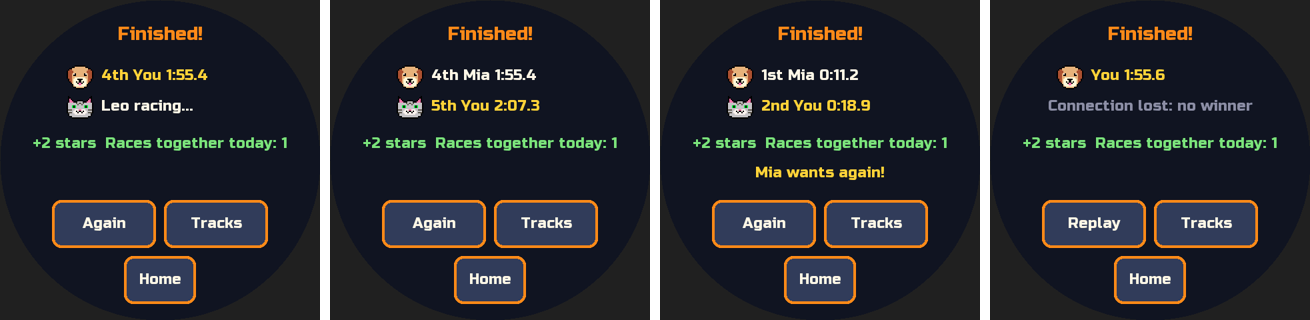 Finished!
4th You 1:55.4
Leo racing...
+2 stars Races together today: 1
Again
Tracks
Home
Finished!
4th Mia 1:55.4
5th You 2:07.3
+2 stars Races together today: 1
Again
Tracks
Home
Finished!
1st Mia 0:11.2
2nd You 0:18.9
+2 stars Races together today: 1
Mia wants again!
Again
Tracks
Home
Finished!
You 1:55.6
Connection lost: no winner
+2 stars Races together today: 1
Replay
Tracks
Home